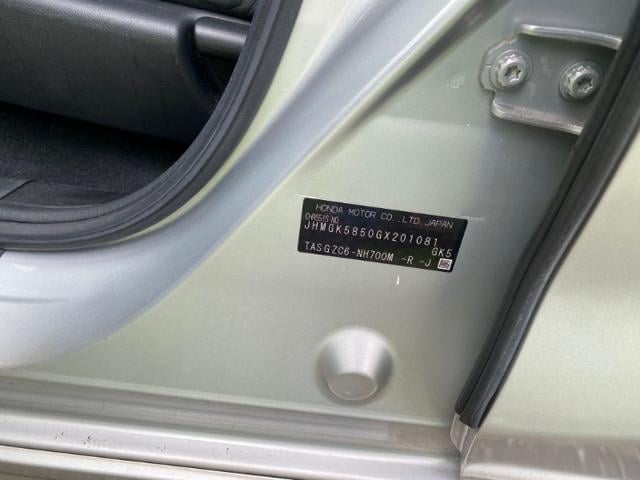 HONDA MOTOR CO.,LTD. JAPAN
CHASSIS NO.
JHMGK5850GX201081
GK5
TASGZC6-NH700M -R -J